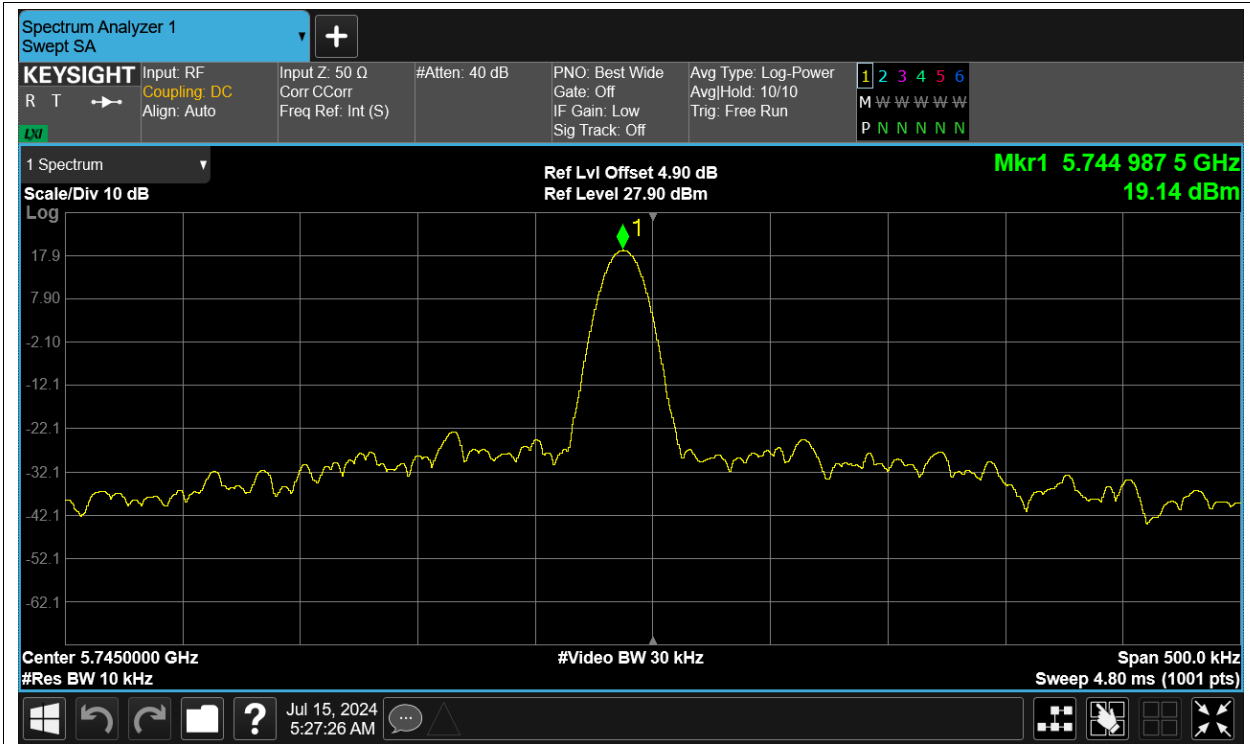 Spectrum Analyzer 1
Swept SA
KEYSIGHT
R T
LXI
Input: RF
Coupling: DC
Align: Auto
Input Z: 50 Ω
Corr CCorr
Freq Ref: Int (S)
#Atten: 40 dB
PNO: Best Wide
Gate: Off
IF Gain: Low
Sig Track: Off
Avg Type: Log-Power
Avg|Hold: 10/10
Trig: Free Run
1 2 3 4 5 6
M W W W W W
P N N N N N
1 Spectrum
Scale/Div 10 dB
Log
Ref Lvl Offset 4.90 dB
Ref Level 27.90 dBm
Mkr1 5.744 987 5 GHz
19.14 dBm
1
17.9
7.90
-2.10
-12.1
-22.1
-32.1
-42.1
-52.1
-62.1
Center 5.7450000 GHz
#Res BW 10 kHz
#Video BW 30 kHz
Span 500.0 kHz
Sweep 4.80 ms (1001 pts)
?
Jul 15, 2024
5:27:26 AM